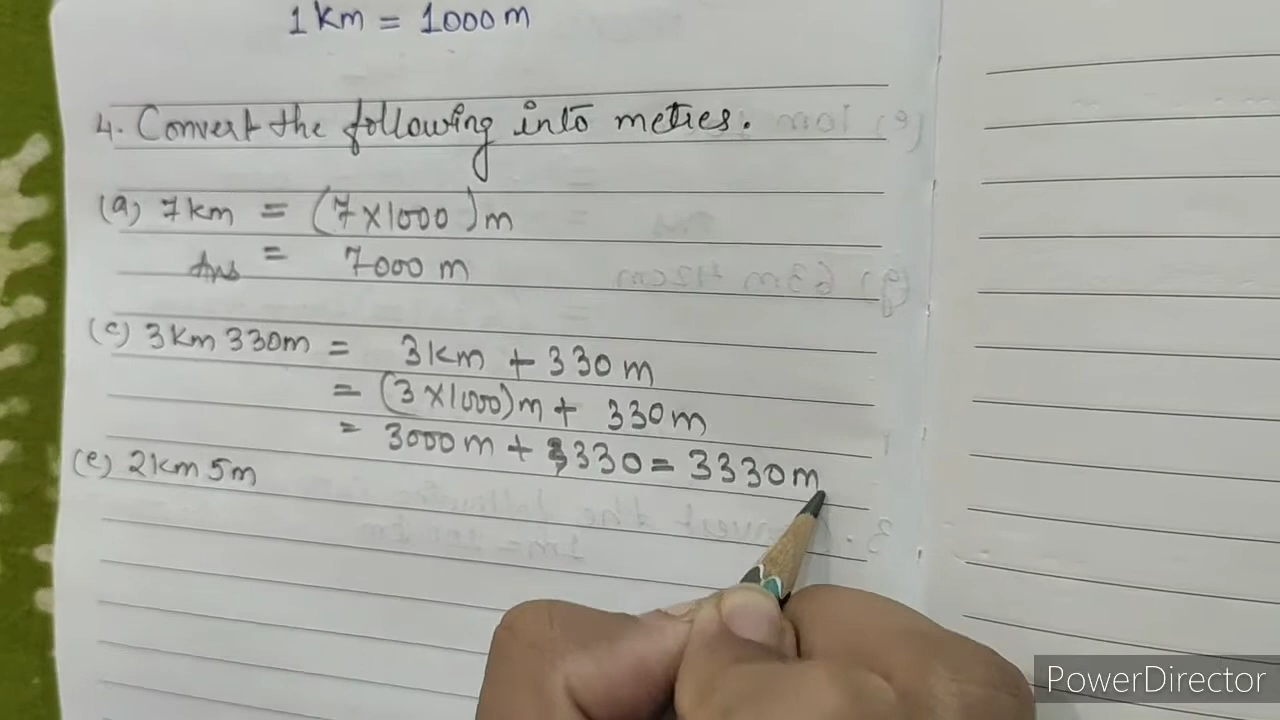 1 km = 1000 m
4. Convert the following into metres.
(a) 7 km = (7 × 1000) m
Ans = 7000 m
(c) 3 km 330 m = 3 km + 330 m
= (3 × 1000) m + 330 m
= 3000 m + 330 = 3330 m
(e) 2 km 5 m
PowerDirector